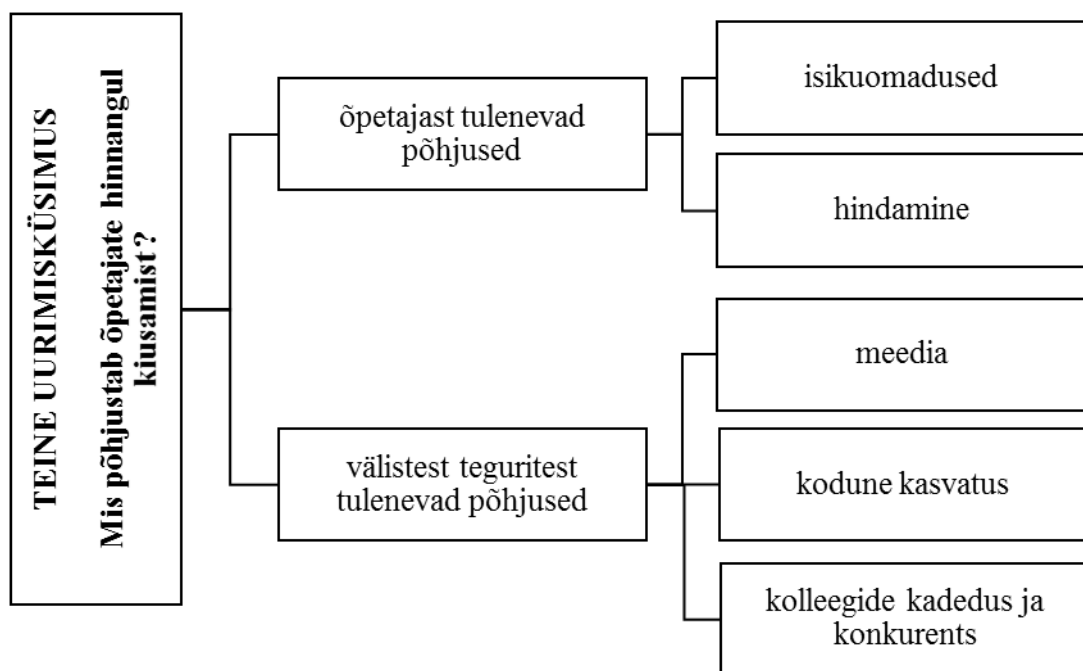 TEINE UURIMISKÜSIMUS
Mis põhjustab õpetajate hinnangul
kiusamist?
õpetajast tulenevad
põhjused
isikuomadused
hindamine
välistest teguritest
tulenevad põhjused
meedia
kodune kasvatus
kolleegide kadedus ja
konkurents